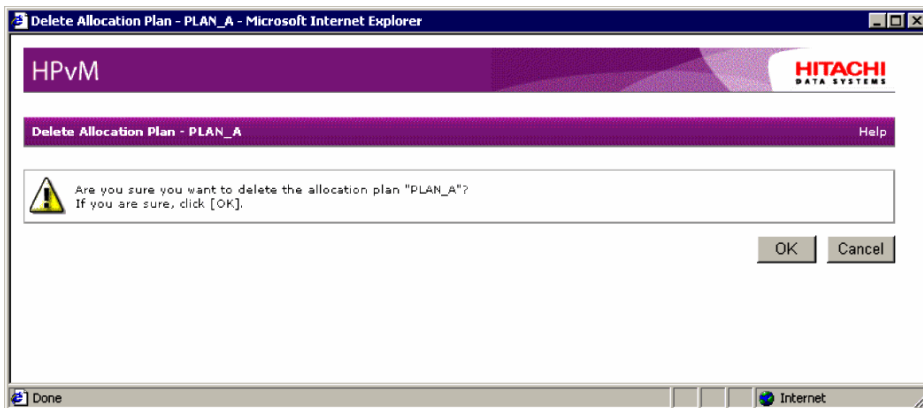 Delete Allocation Plan - PLAN_A - Microsoft Internet Explorer
HPvM
HITACHI
DATA SYSTEMS
Delete Allocation Plan - PLAN_A
Help
Are you sure you want to delete the allocation plan "PLAN_A"?
If you are sure, click [OK].
OK
Cancel
Done
Internet